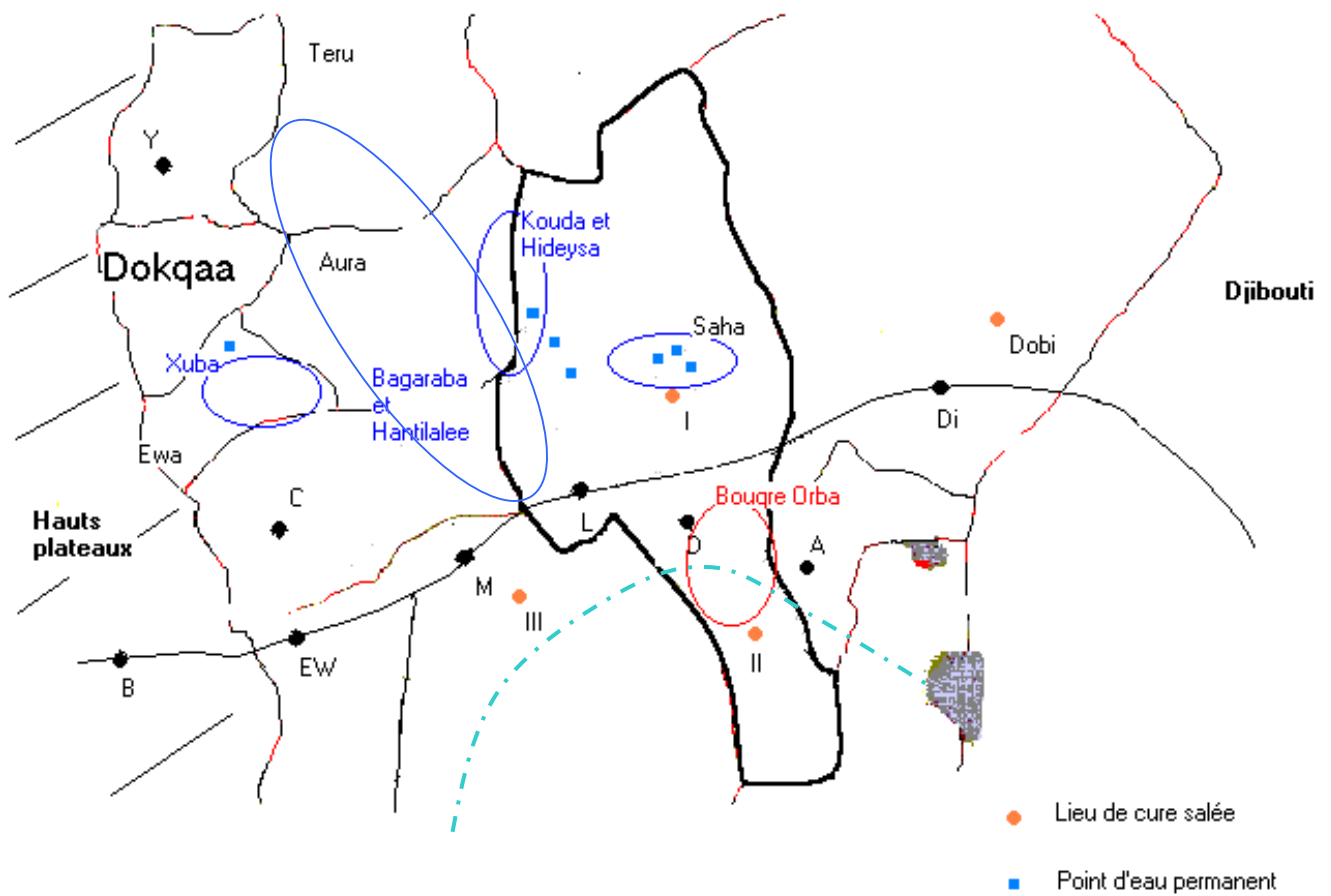 Teru
Y
Kouda et
Hideysa
Dokqaa
Aura
Djibouti
Saha
Dobi
Xuba
Bagaraba
et
Hantilalee
I
Di
Ewa
Bougre Orba
Hauts
plateaux
C
L
D
A
M
III
EW
II
B
Lieu de cure salée
Point d'eau permanent